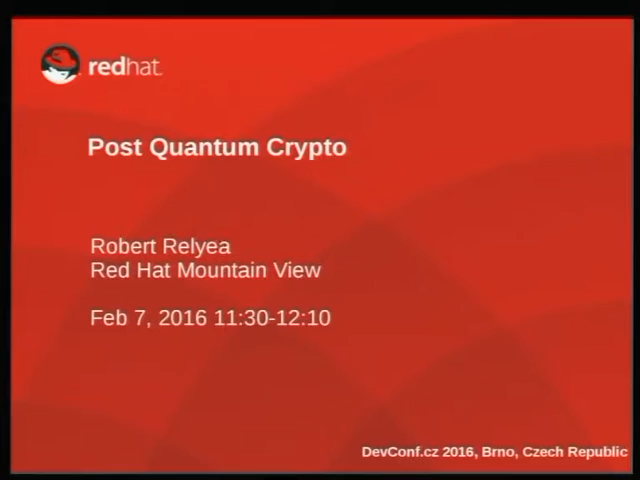 redhat.
Post Quantum Crypto
Robert Relyea
Red Hat Mountain View
Feb 7, 2016 11:30-12:10
DevConf.cz 2016, Brno, Czech Republic